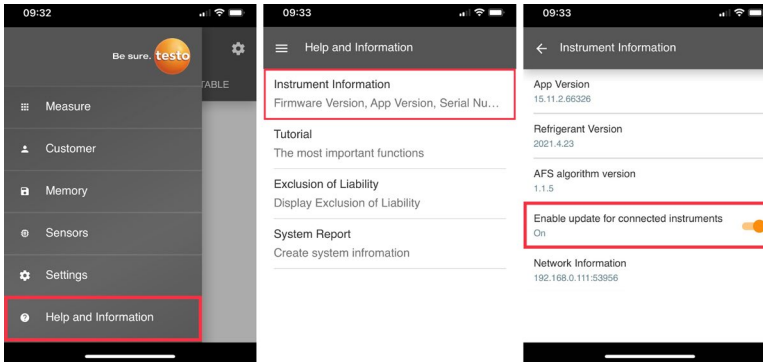 09:32
Be sure. testo
TABLE
Measure
Customer
Memory
Sensors
Settings
Help and Information
09:33
Help and Information
Instrument Information
Firmware Version, App Version, Serial Nu...
Tutorial
The most important functions
Exclusion of Liability
Display Exclusion of Liability
System Report
Create system infromation
09:33
Instrument Information
App Version
15.11.2.66326
Refrigerant Version
2021.4.23
AFS algorithm version
1.1.5
Enable update for connected instruments
On
Network Information
192.168.0.111:53956